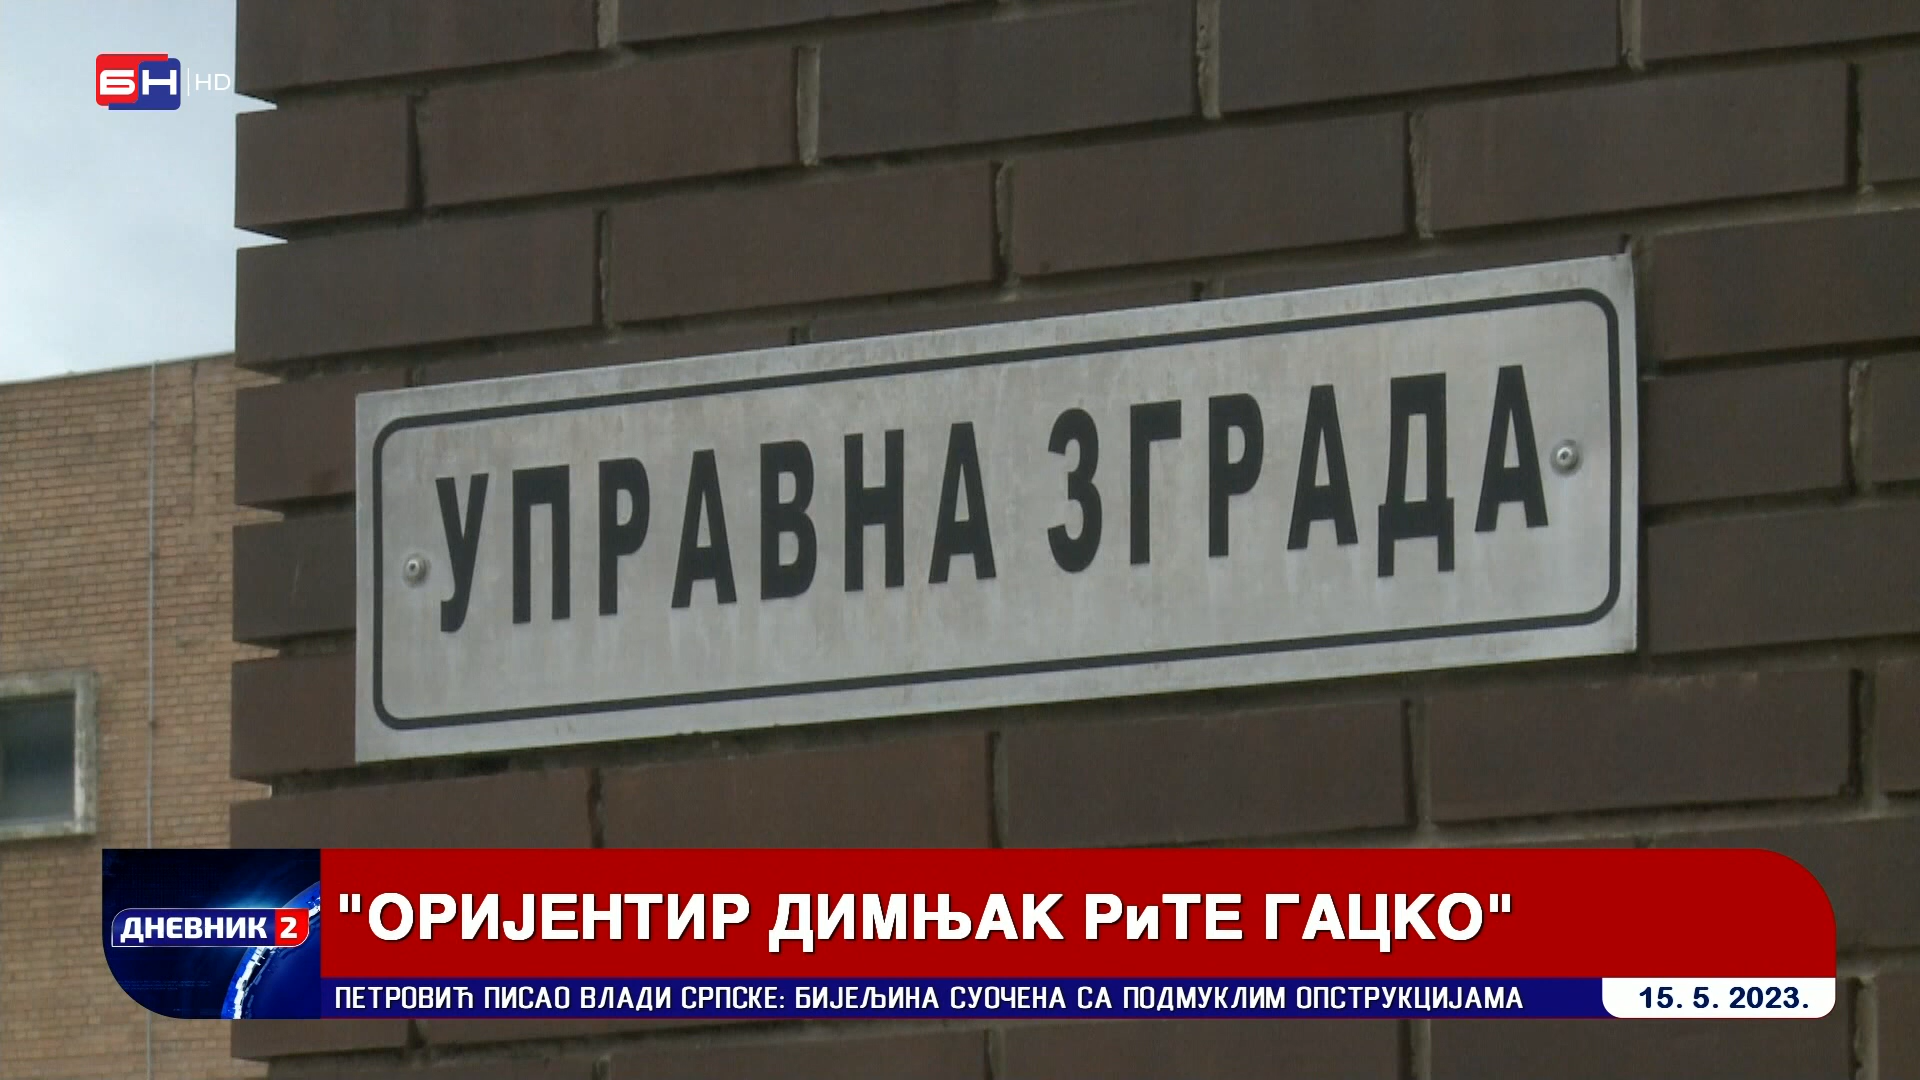 БН HD
УПРАВНА ЗГРАДА
"ОРИЈЕНТИР ДИМЊАК РиТЕ ГАЦКО"
ДНЕВНИК 2
ПЕТРОВИЋ ПИСАО ВЛАДИ СРПСКЕ: БИЈЕЉИНА СУОЧЕНА СА ПОДМУКЛИМ ОПСТРУКЦИЈАМА
15. 5. 2023.